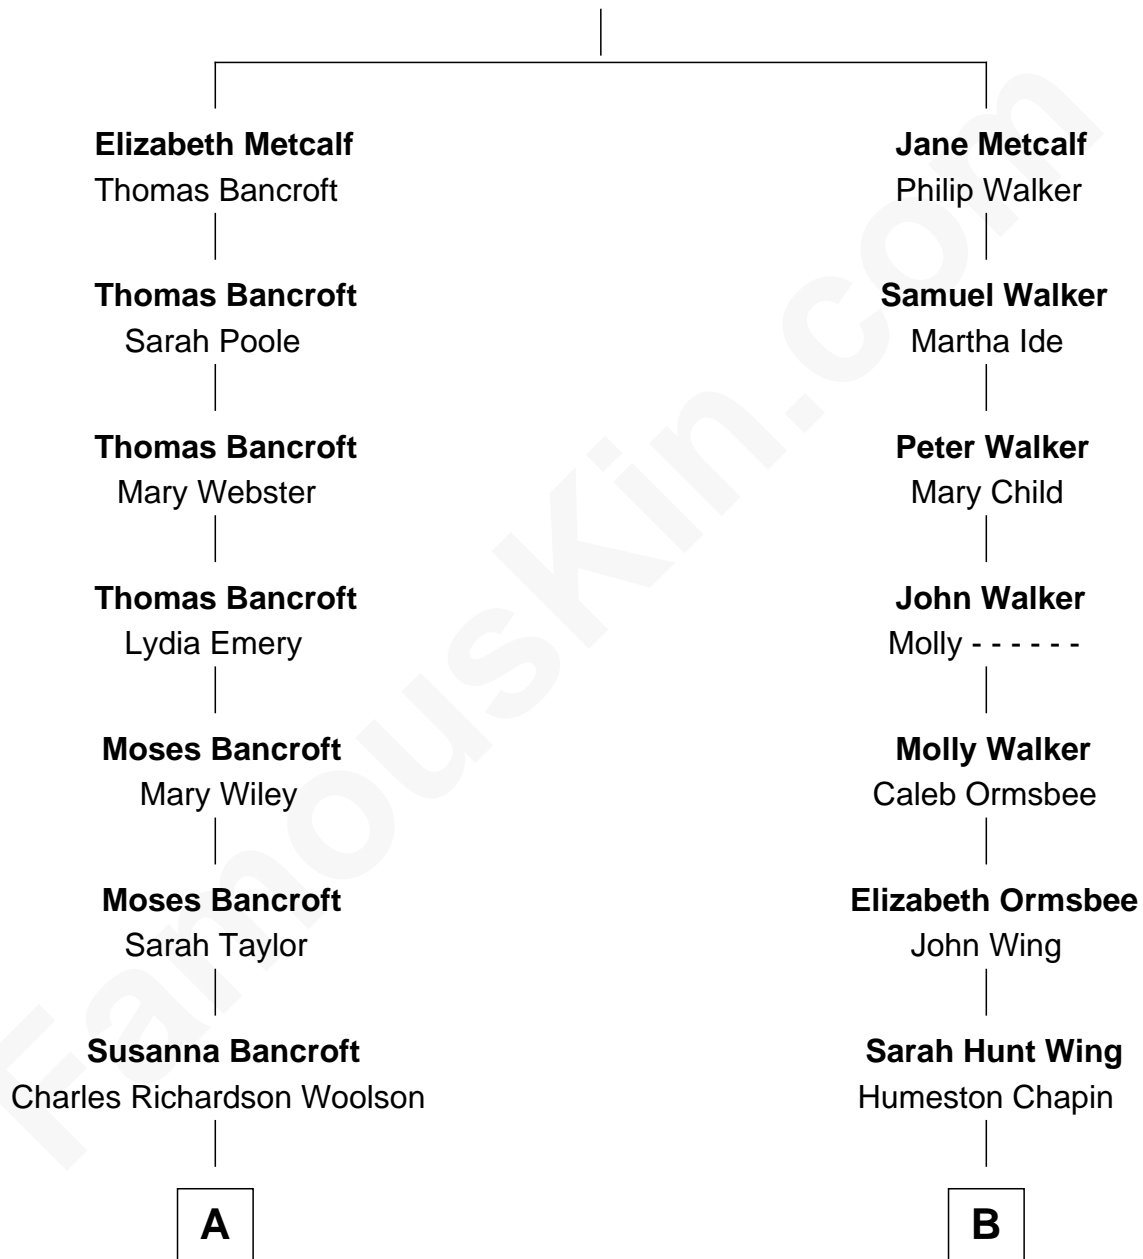 Elizabeth Metcalf
Thomas Bancroft
Thomas Bancroft
Sarah Poole
Thomas Bancroft
Mary Webster
Thomas Bancroft
Lydia Emery
Moses Bancroft
Mary Wiley
Moses Bancroft
Sarah Taylor
Susanna Bancroft
Charles Richardson Woolson
A
Jane Metcalf
Philip Walker
Samuel Walker
Martha Ide
Peter Walker
Mary Child
John Walker
Molly - - - - - -
Molly Walker
Caleb Ormsbee
Elizabeth Ormsbee
John Wing
Sarah Hunt Wing
Humeston Chapin
B
FamousKin.com